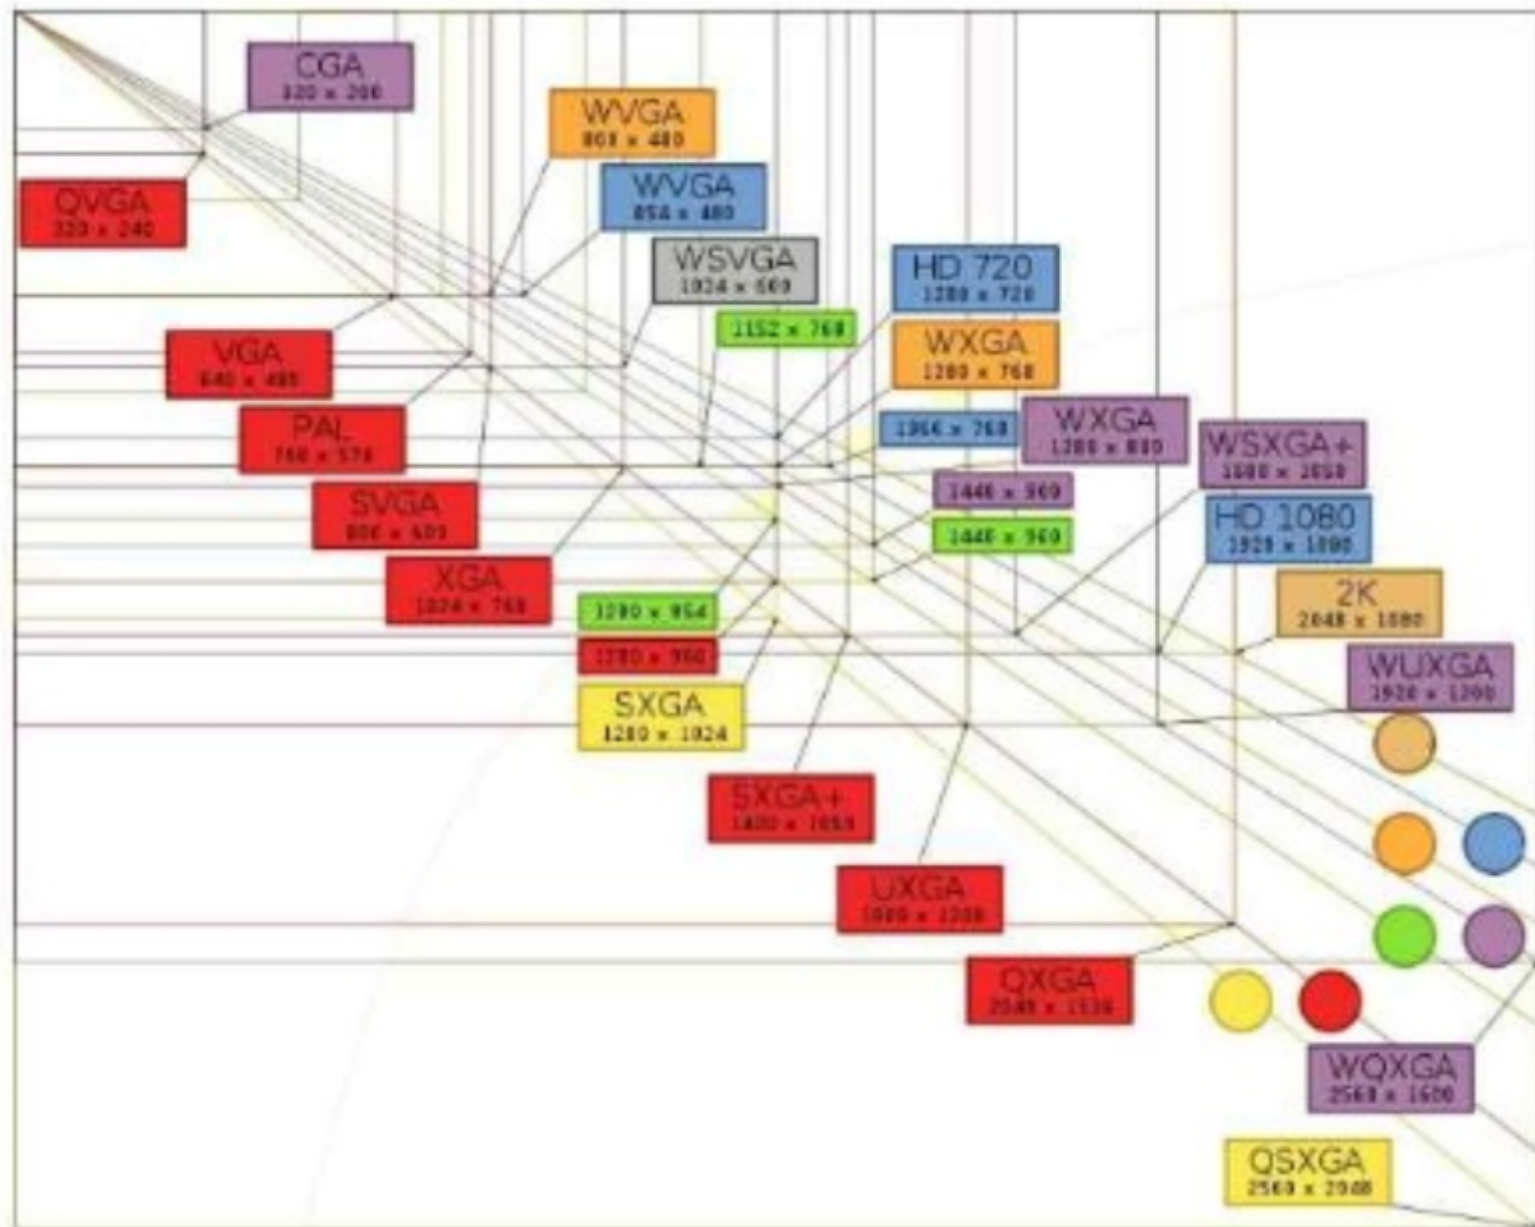 CGA
320 x 200
WVGA
800 x 480
WVGA
854 x 480
QVGA
320 x 240
WSVGA
1024 x 600
HD 720
1280 x 720
1152 x 768
WXGA
1280 x 768
VGA
640 x 480
1366 x 768
WXGA
1280 x 800
PAL
768 x 576
WSXGA+
1680 x 1050
1440 x 900
SVGA
800 x 600
HD 1080
1920 x 1080
1440 x 960
XGA
1024 x 768
2K
2048 x 1080
1280 x 854
1280 x 960
WUXGA
1920 x 1200
SXGA
1280 x 1024
SXGA+
1400 x 1050
UXGA
1600 x 1200
QXGA
2048 x 1536
WQXGA
2560 x 1600
QSXGA
2560 x 2048